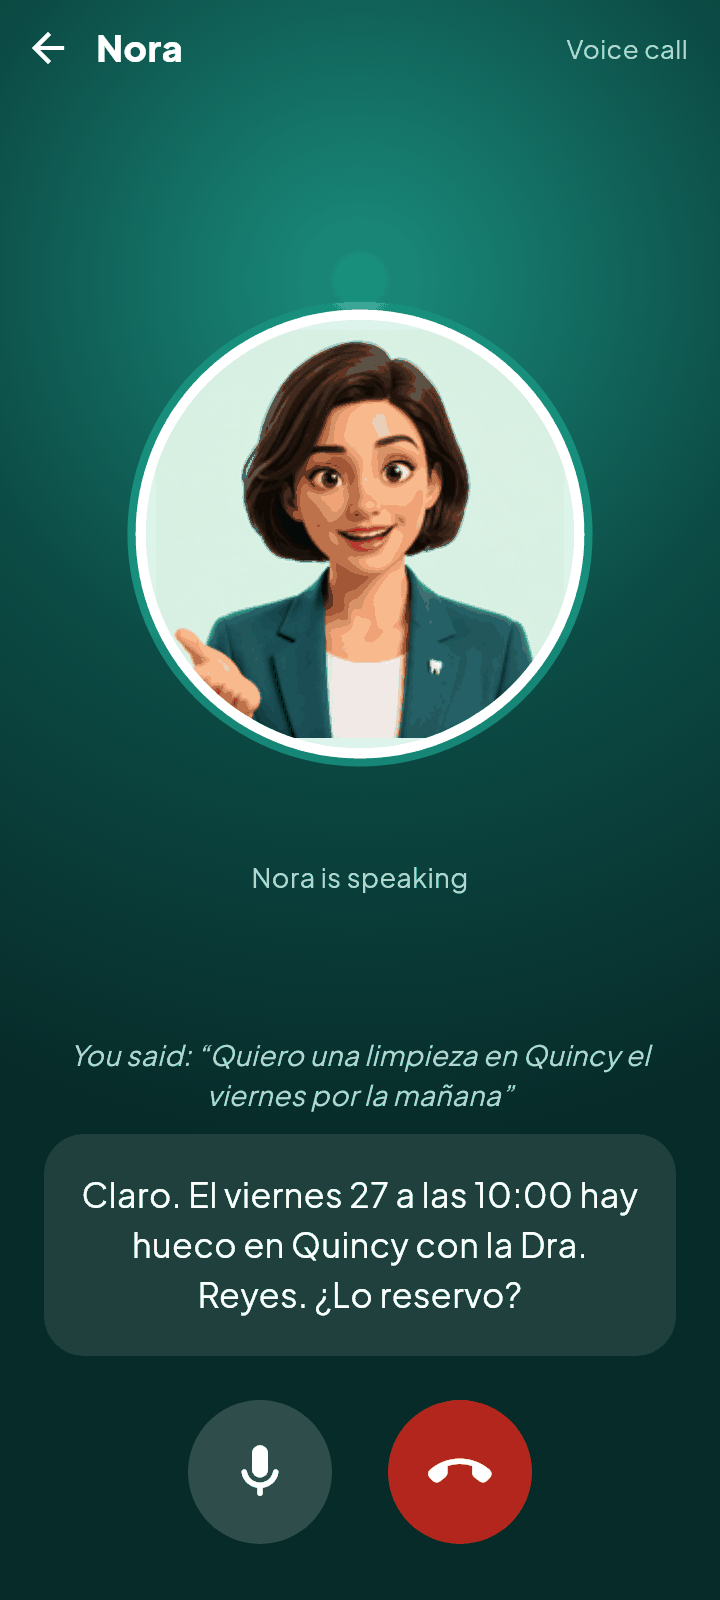 Nora
Voice call
Nora is speaking
You said: “Quiero una limpieza en Quincy el
viernes por la mañana”
Claro. El viernes 27 a las 10:00 hay
hueco en Quincy con la Dra.
Reyes. ¿Lo reservo?